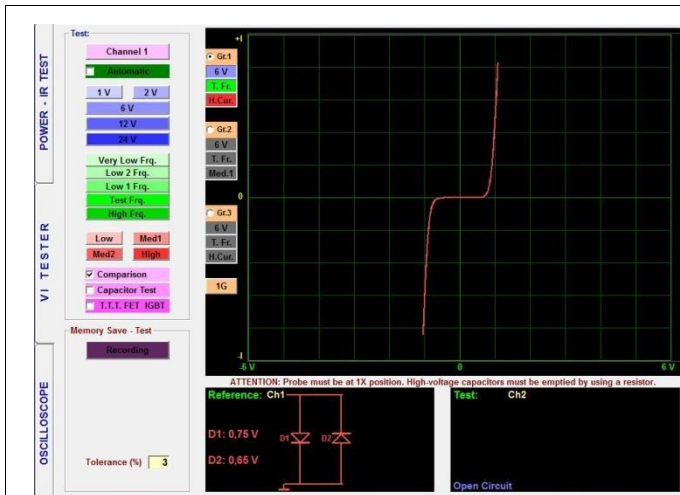 POWER - IR TEST
VI TESTER
OSCILLOSCOPE
Test:
Channel 1
Automatic
1 V
2 V
6 V
12 V
24 V
Very Low Frq.
Low 2 Frq.
Low 1 Frq.
Test Frq.
High Frq.
Low
Med1
Med2
High
Comparison
Capacitor Test
T.T.T. FET IGBT
Memory Save - Test
Recording
Tolerance (%) 3
Gr.1
6 V
T. Fr.
H.Cur.
Gr.2
6 V
T. Fr.
Med.1
Gr.3
6 V
T. Fr.
H.Cur.
1G
+I
0
-I
-6 V
0
6 V
ATTENTION: Probe must be at 1X position. High-voltage capacitors must be emptied by using a resistor.
Reference: Ch1
D1: 0,75 V
D2: 0,65 V
D1
D2
Test: Ch2
Open Circuit